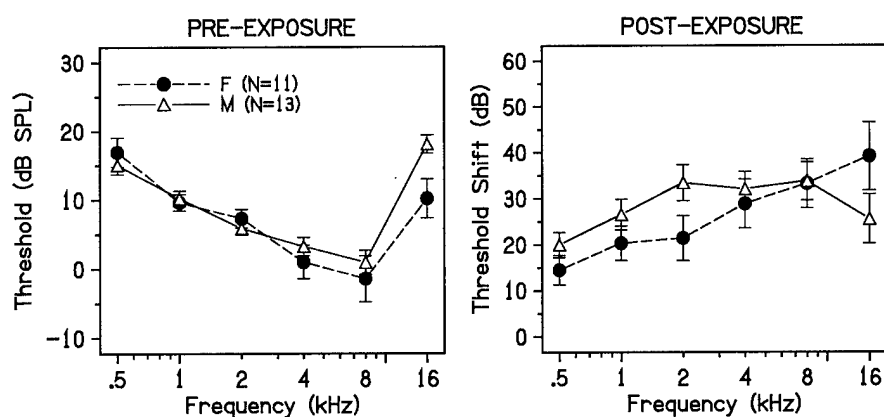 PRE-EXPOSURE
Threshold (dB SPL)
30
20
10
0
-10
F (N=11)
M (N=13)
.5 1 2 4 8 16
Frequency (kHz)
POST-EXPOSURE
Threshold Shift (dB)
60
50
40
30
20
10
0
.5 1 2 4 8 16
Frequency (kHz)